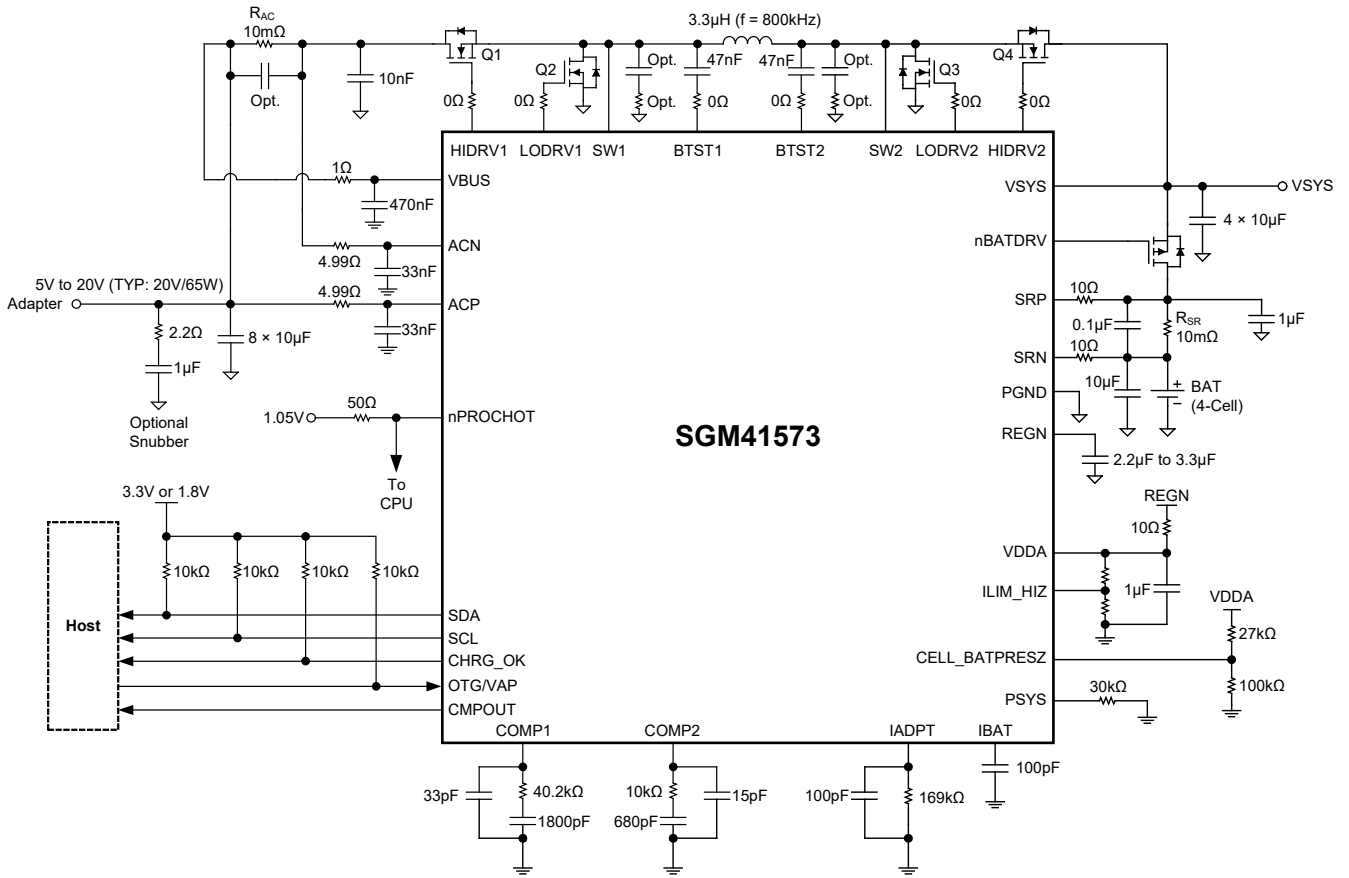 R_AC
10mΩ
Opt.
10nF
Q1
0Ω
Q2
0Ω
Opt.
Opt.
47nF
0Ω
3.3µH (f = 800kHz)
47nF
0Ω
Opt.
Opt.
Q3
0Ω
Q4
0Ω
HIDRV1
LODRV1
SW1
BTST1
BTST2
SW2
LODRV2
HIDRV2
1Ω
VBUS
470nF
ACN
4.99Ω
33nF
5V to 20V (TYP: 20V/65W)
Adapter
4.99Ω
ACP
33nF
2.2Ω
8 × 10µF
1µF
Optional
Snubber
1.05V
50Ω
nPROCHOT
To
CPU
SGM41573
VSYS
VSYS
4 × 10µF
nBATDRV
SRP
10Ω
0.1µF
R_SR
10mΩ
1µF
SRN
10Ω
10µF
BAT
(4-Cell)
+
−
PGND
REGN
2.2µF to 3.3µF
REGN
10Ω
VDDA
ILIM_HIZ
1µF
VDDA
27kΩ
CELL_BATPRESZ
100kΩ
PSYS
30kΩ
3.3V or 1.8V
10kΩ
10kΩ
10kΩ
10kΩ
Host
SDA
SCL
CHRG_OK
OTG/VAP
CMPOUT
COMP1
COMP2
IADPT
IBAT
33pF
40.2kΩ
1800pF
10kΩ
680pF
15pF
100pF
169kΩ
100pF